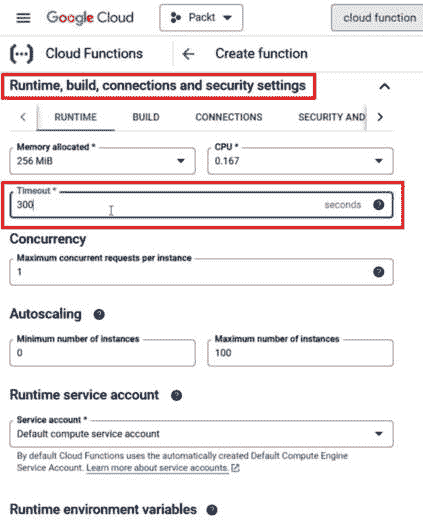 Google Cloud
Packt
cloud function
Cloud Functions
Create function
Runtime, build, connections and security settings
RUNTIME
BUILD
CONNECTIONS
SECURITY AND
Memory allocated *
256 MiB
CPU *
0.167
Timeout *
300
seconds
Concurrency
Maximum concurrent requests per instance
1
Autoscaling
Minimum number of instances
0
Maximum number of instances
100
Runtime service account
Service account *
Default compute service account
By default Cloud Functions uses the automatically created Default Compute Engine
Service Account. Learn more about service accounts.
Runtime environment variables